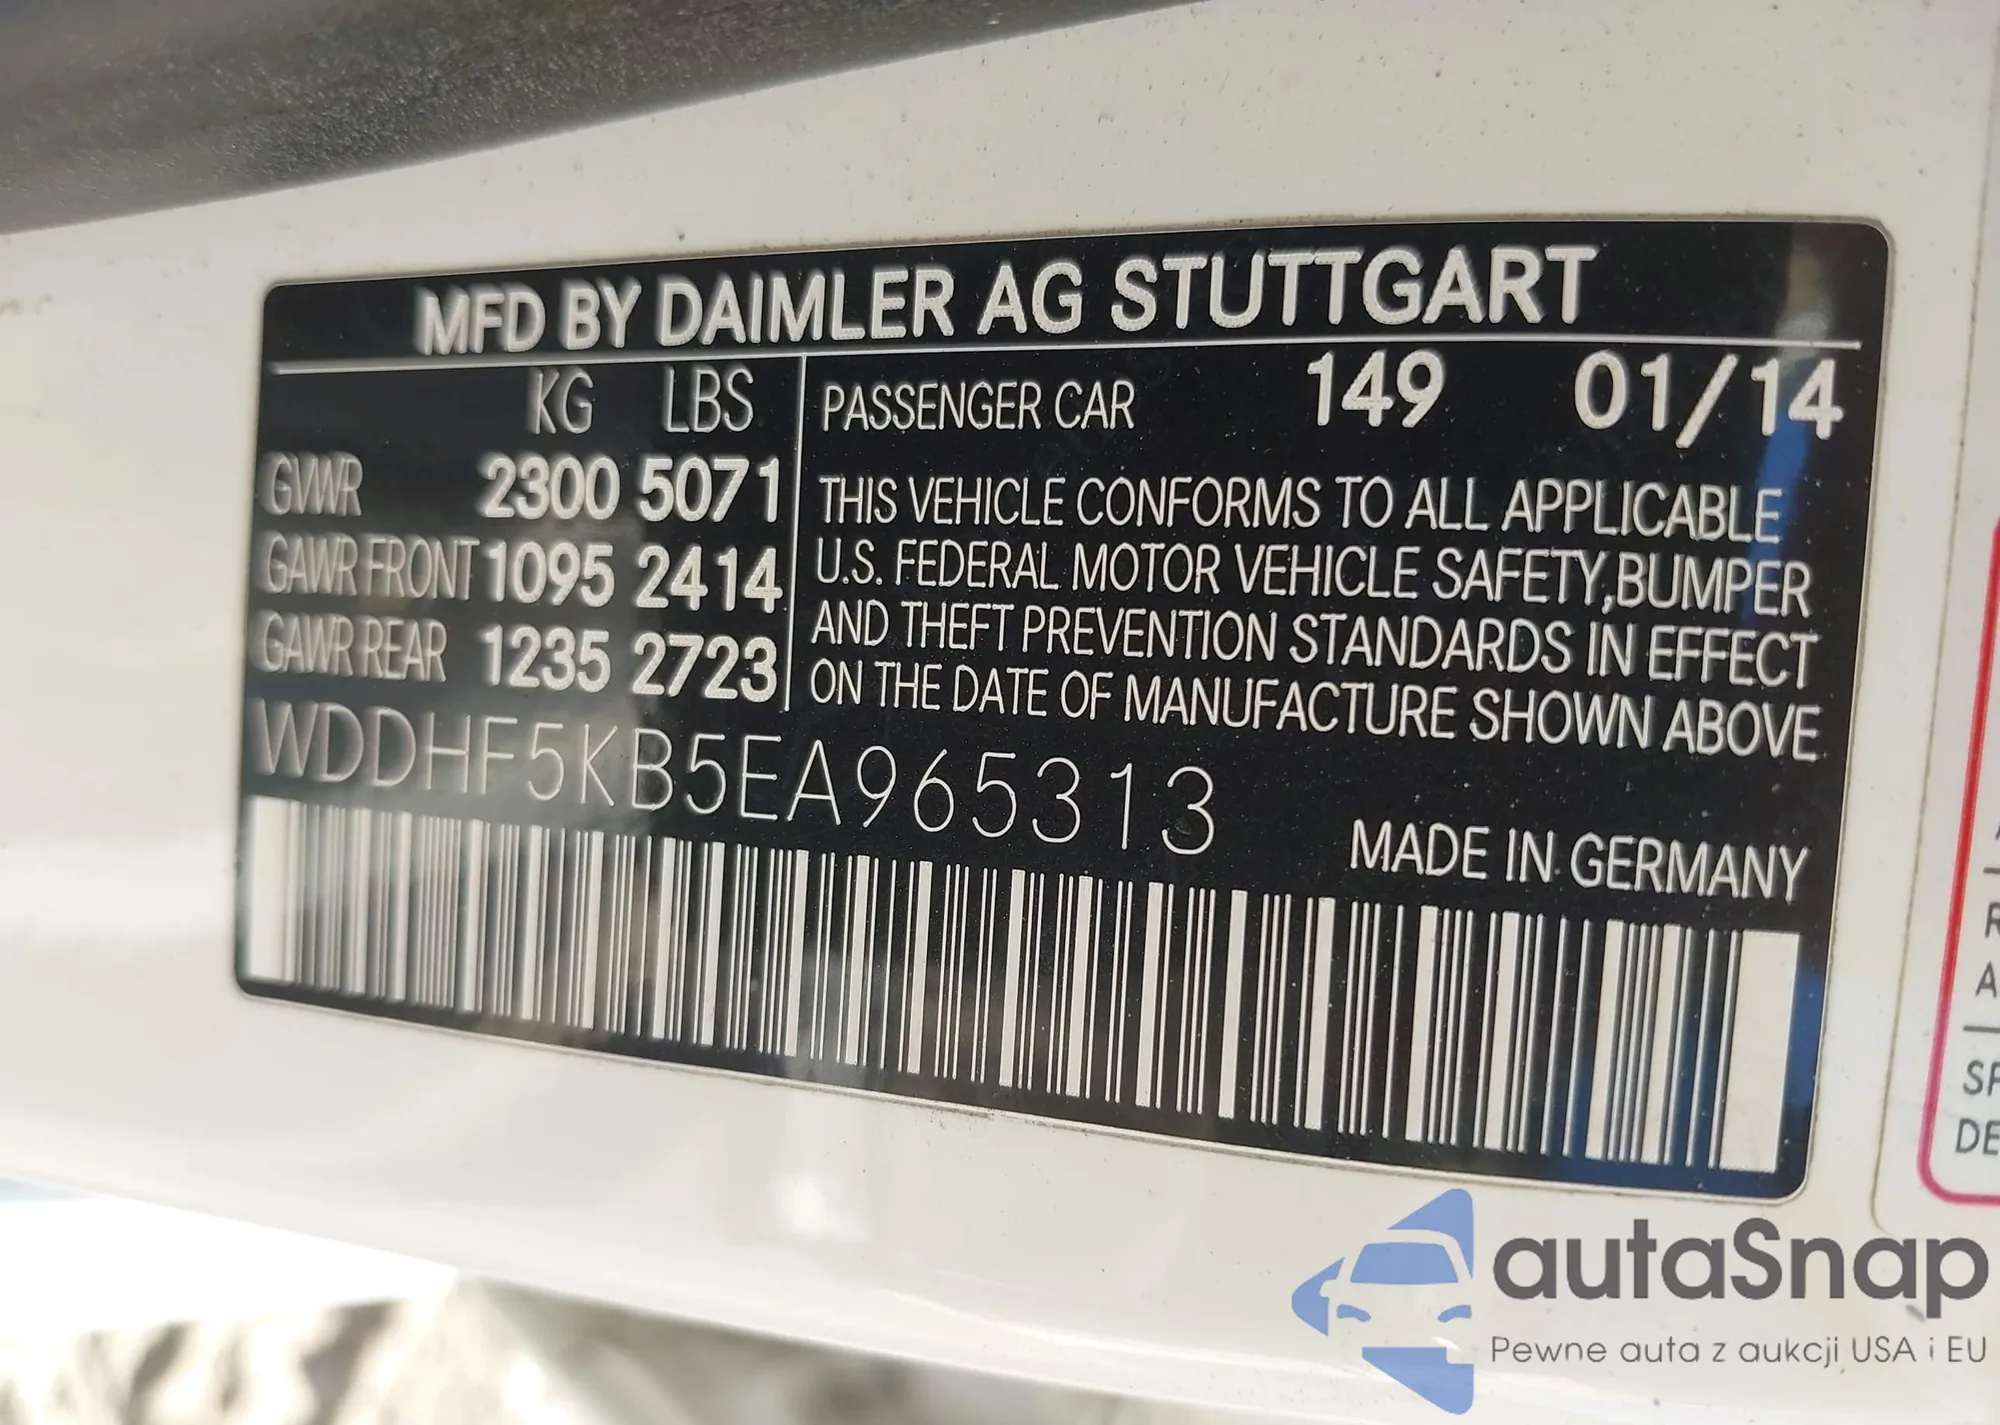 MFD BY DAIMLER AG STUTTGART
KG LBS
GVWR 2300 5071
GAWR FRONT 1095 2414
GAWR REAR 1235 2723
PASSENGER CAR 149 01/14
THIS VEHICLE CONFORMS TO ALL APPLICABLE
U.S. FEDERAL MOTOR VEHICLE SAFETY,BUMPER
AND THEFT PREVENTION STANDARDS IN EFFECT
ON THE DATE OF MANUFACTURE SHOWN ABOVE
WDDHF5KB5EA965313
MADE IN GERMANY
autaSnap
Pewne auta z aukcji USA i EU